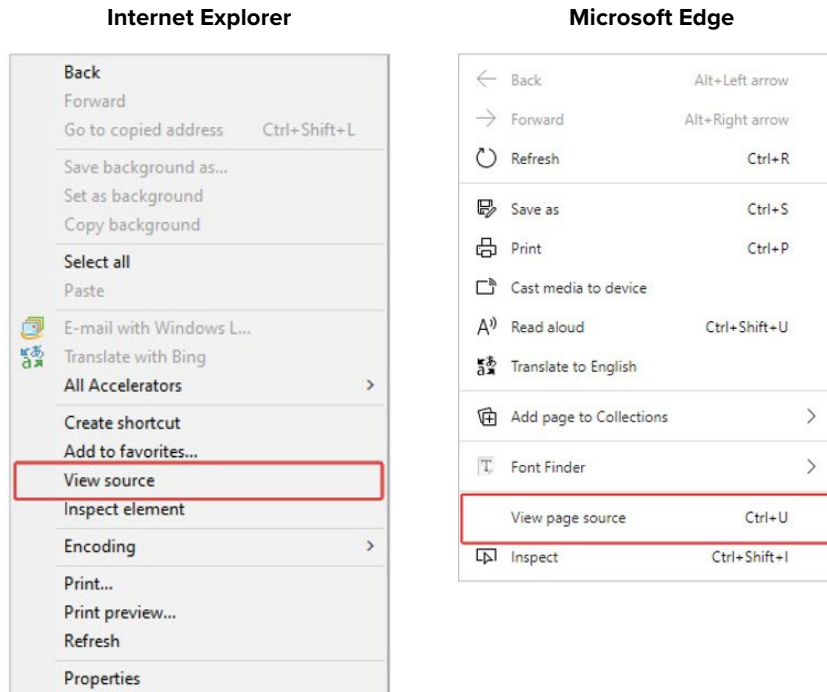 Internet Explorer
Back
Forward
Go to copied address Ctrl+Shift+L
Save background as...
Set as background
Copy background
Select all
Paste
E-mail with Windows L...
Translate with Bing
All Accelerators
Create shortcut
Add to favorites...
View source
Inspect element
Encoding
Print...
Print preview...
Refresh
Properties
Microsoft Edge
Back Alt+Left arrow
Forward Alt+Right arrow
Refresh Ctrl+R
Save as Ctrl+S
Print Ctrl+P
Cast media to device
Read aloud Ctrl+Shift+U
Translate to English
Add page to Collections
Font Finder
View page source Ctrl+U
Inspect Ctrl+Shift+I